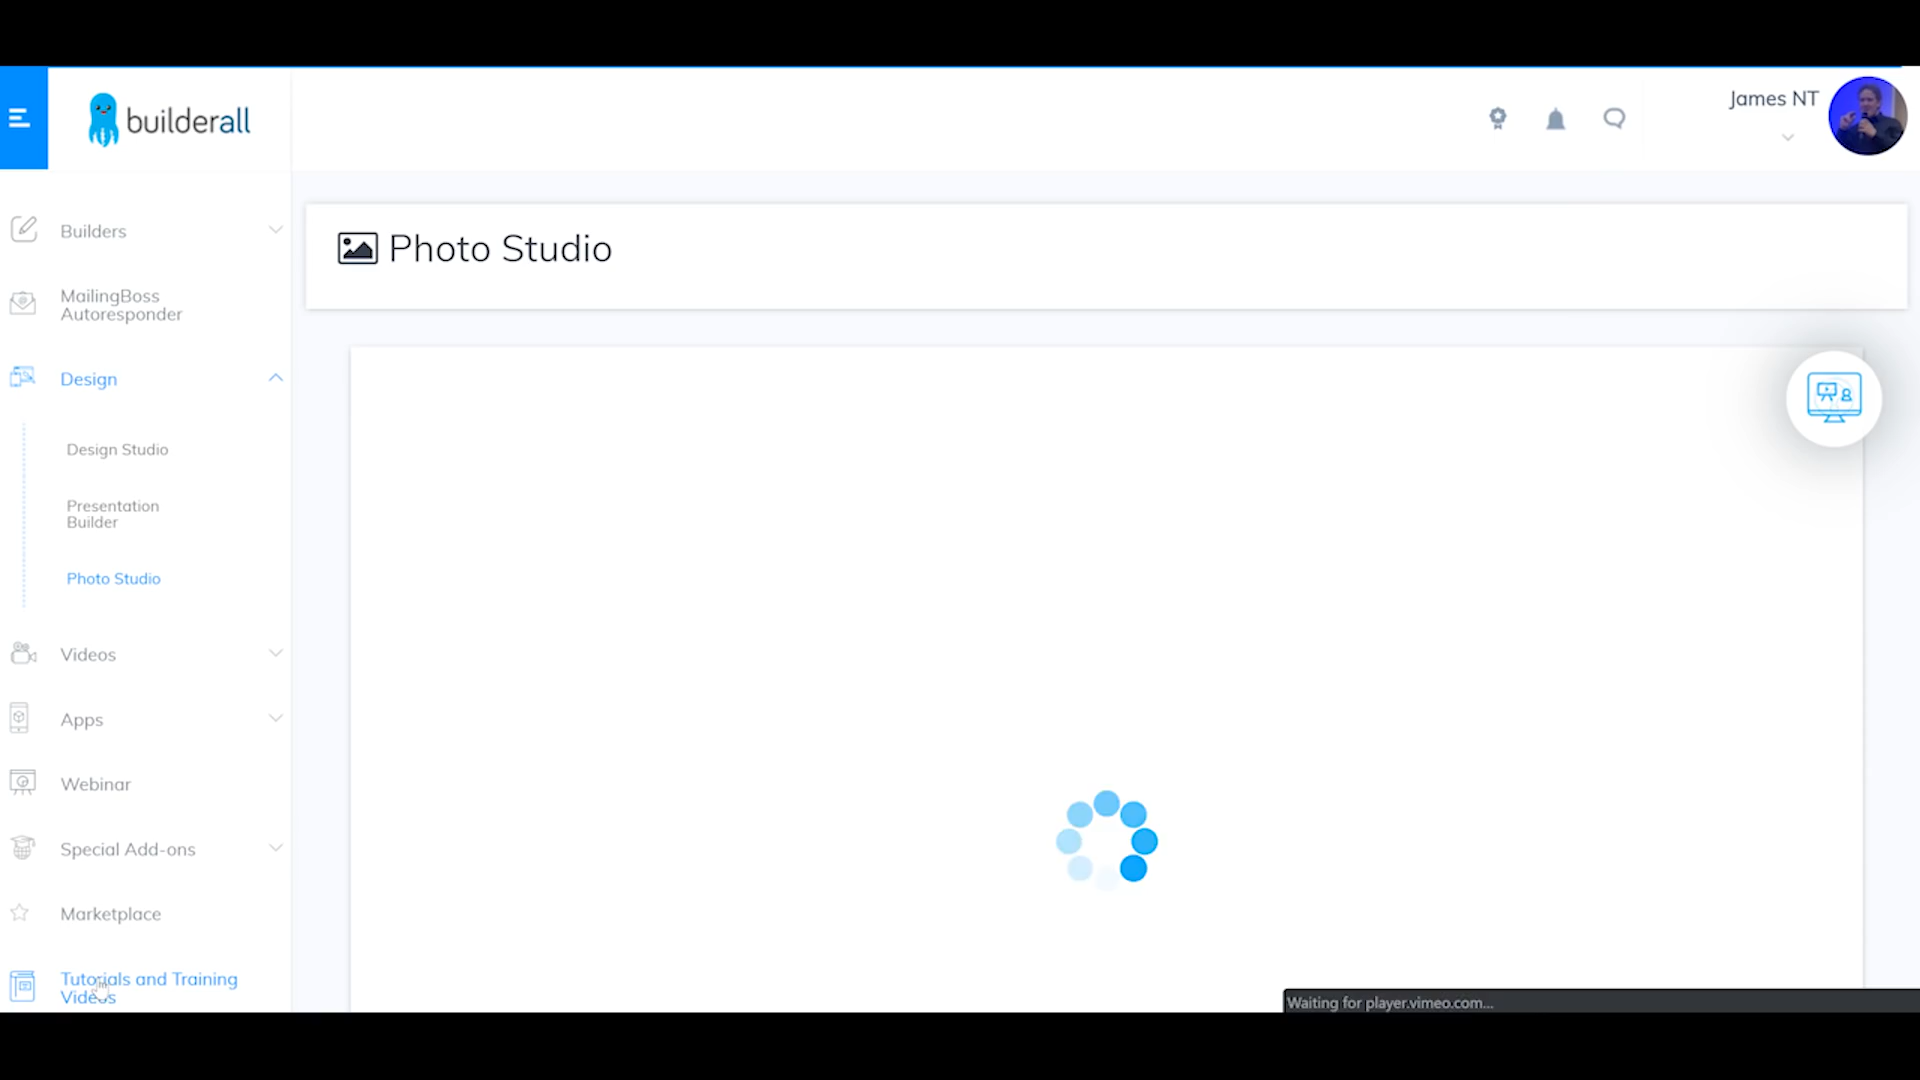 builderall
James NT
Builders
MailingBoss
Autoresponder
Design
Design Studio
Presentation
Builder
Photo Studio
Videos
Apps
Webinar
Special Add-ons
Marketplace
Tutorials and Training
Videos
Photo Studio
Waiting for player.vimeo.com...